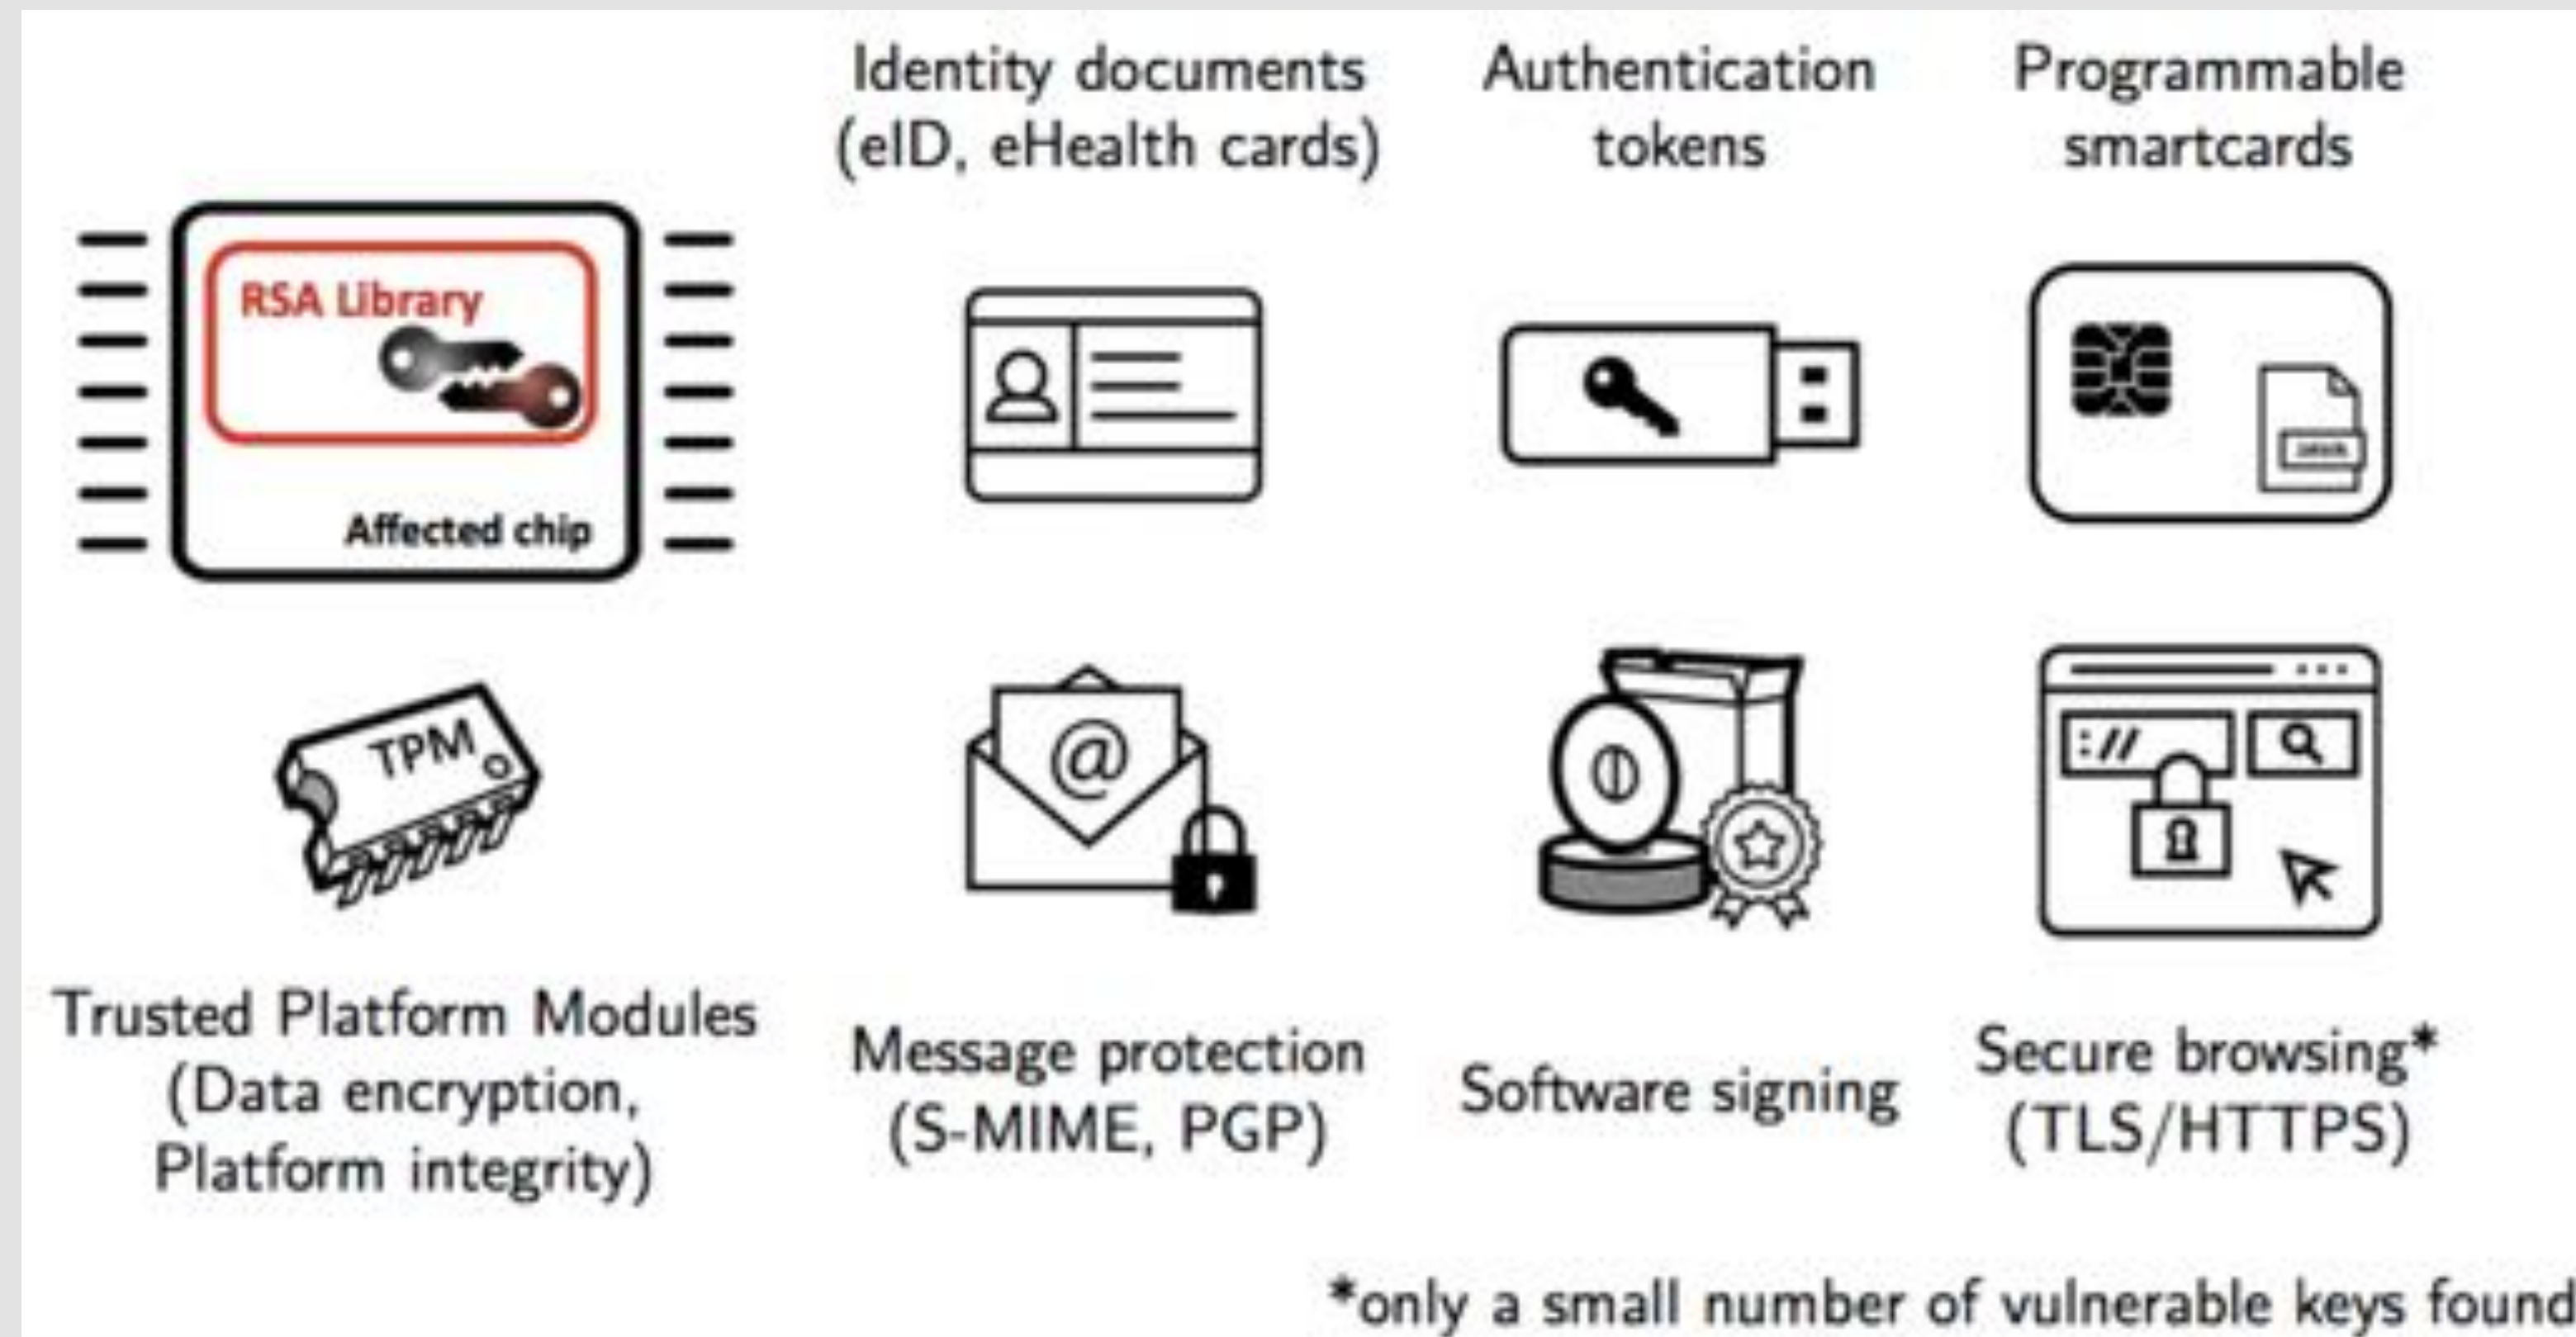 Identity documents
(eID, eHealth cards)
Authentication
tokens
Programmable
smartcards
RSA Library
Affected chip
TPM
@
://
Trusted Platform Modules
(Data encryption,
Platform integrity)
Message protection
(S-MIME, PGP)
Software signing
Secure browsing*
(TLS/HTTPS)
*only a small number of vulnerable keys found